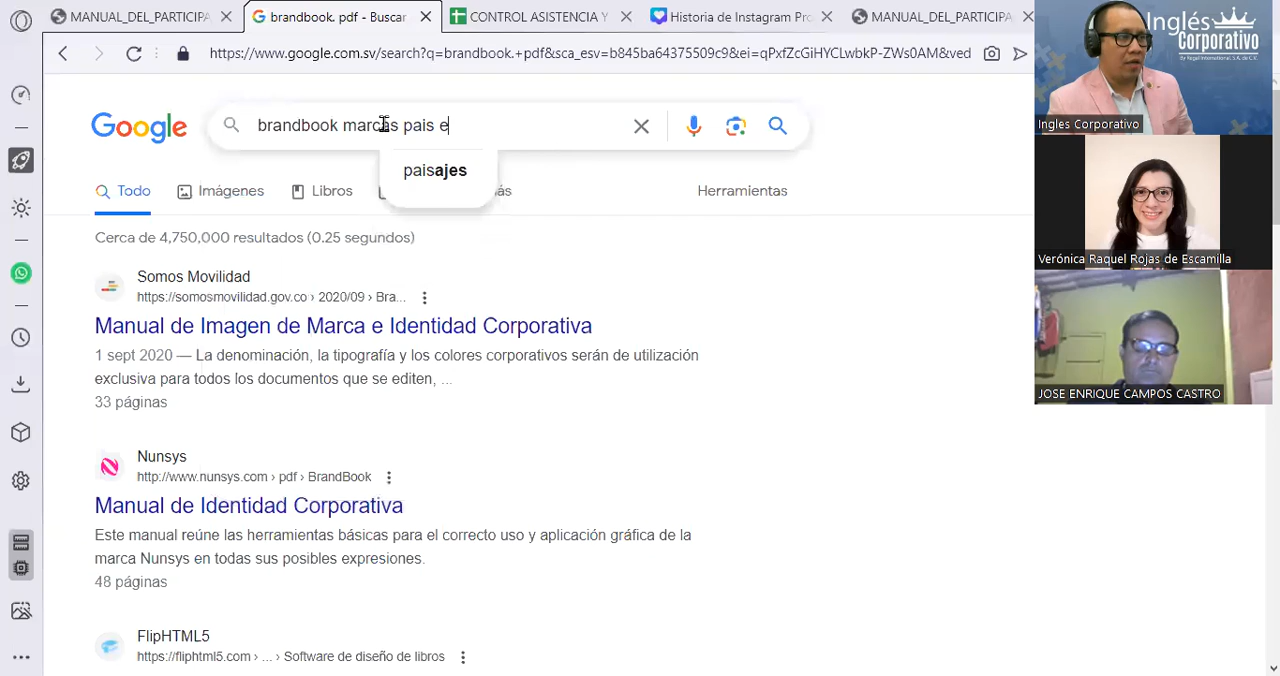 MANUAL_DEL_PARTICIPA
brandbook. pdf - Buscar
CONTROL ASISTENCIA Y
Historia de Instagram Pro
MANUAL_DEL_PARTICIPA
https://www.google.com.sv/search?q=brandbook.+pdf&sca_esv=b845ba64375509c9&ei=qPxfZcGiHYCLwbkP-ZWs0AM&ved
Google
brandbook marcas pais e
paisajes
Todo
Imágenes
Libros
Herramientas
Cerca de 4,750,000 resultados (0.25 segundos)
Somos Movilidad
https://somosmovilidad.gov.co › 2020/09 › Bra...
Manual de Imagen de Marca e Identidad Corporativa
1 sept 2020 — La denominación, la tipografía y los colores corporativos serán de utilización
exclusiva para todos los documentos que se editen, ...
33 páginas
Nunsys
http://www.nunsys.com › pdf › BrandBook
Manual de Identidad Corporativa
Este manual reúne las herramientas básicas para el correcto uso y aplicación gráfica de la
marca Nunsys en todas sus posibles expresiones.
48 páginas
FlipHTML5
https://fliphtml5.com › ... › Software de diseño de libros
Inglés
Corporativo
By Regal International, S.A. de C.V.
Ingles Corporativo
Verónica Raquel Rojas de Escamilla
JOSE ENRIQUE CAMPOS CASTRO